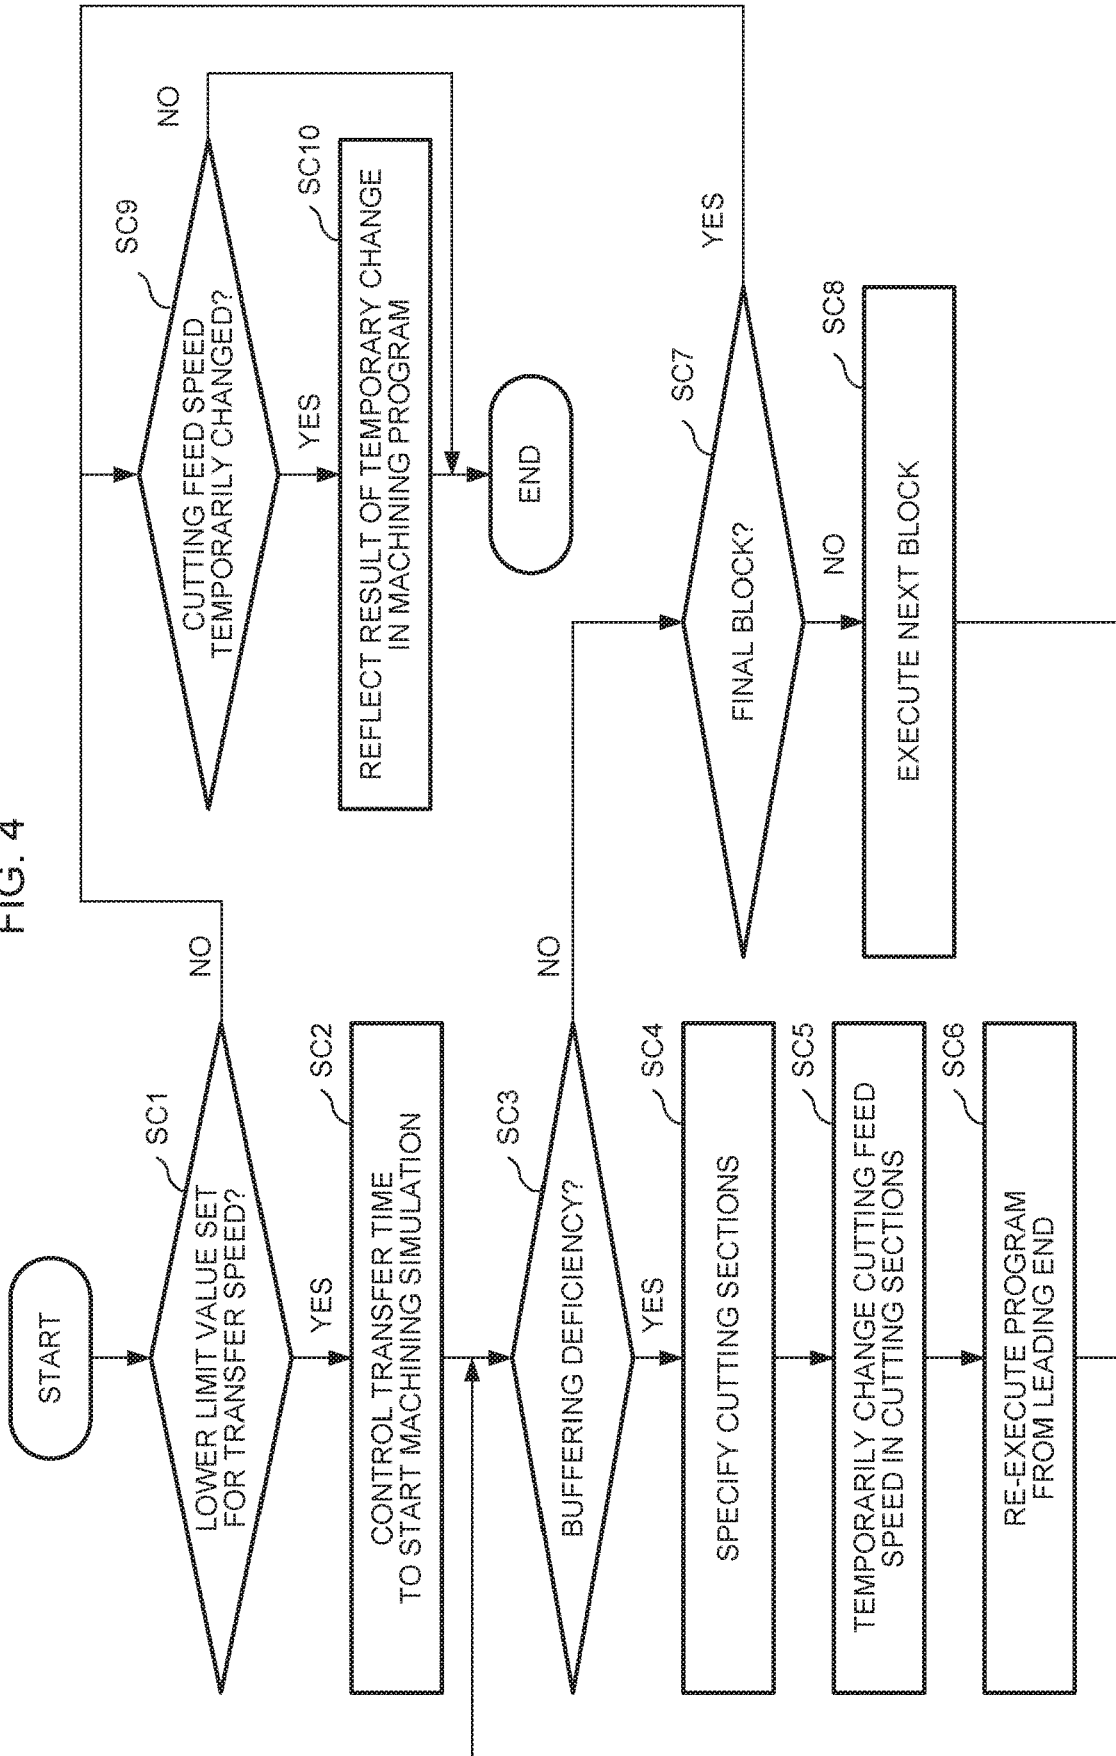 FIG. 4
START
SC1
LOWER LIMIT VALUE SET
FOR TRANSFER SPEED?
NO
YES
SC2
CONTROL TRANSFER TIME
TO START MACHINING SIMULATION
SC3
BUFFERING DEFICIENCY?
NO
YES
SC4
SPECIFY CUTTING SECTIONS
SC5
TEMPORARILY CHANGE CUTTING FEED
SPEED IN CUTTING SECTIONS
SC6
RE-EXECUTE PROGRAM
FROM LEADING END
SC9
CUTTING FEED SPEED
TEMPORARILY CHANGED?
NO
YES
SC10
REFLECT RESULT OF TEMPORARY CHANGE
IN MACHINING PROGRAM
END
SC7
FINAL BLOCK?
YES
NO
SC8
EXECUTE NEXT BLOCK